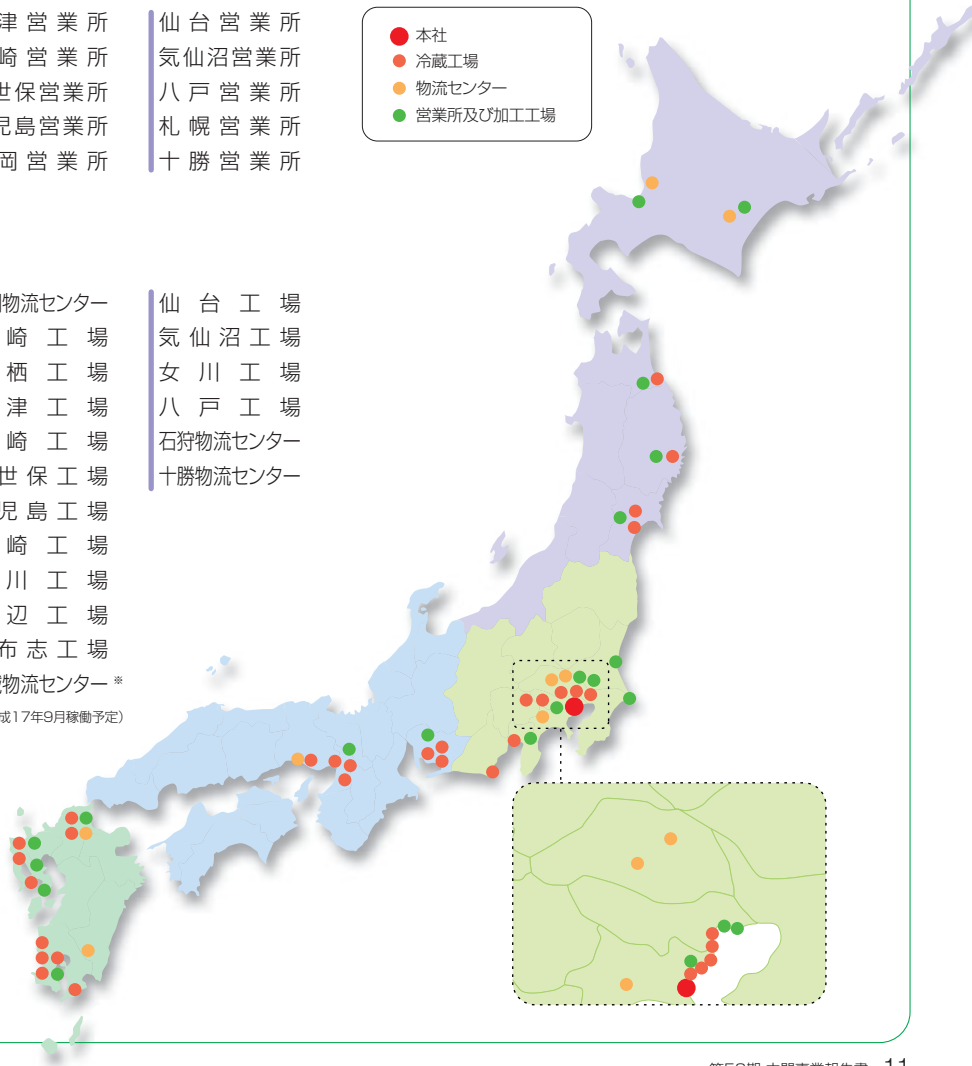 津営業所
崎営業所
世保営業所
児島営業所
岡営業所
仙台営業所
気仙沼営業所
八戸営業所
札幌営業所
十勝営業所
本社
冷蔵工場
物流センター
営業所及び加工工場
物流センター
崎工場
栖工場
津工場
崎工場
世保工場
児島工場
崎工場
川工場
辺工場
布志工場
物流センター※
成17年9月稼働予定）
仙台工場
気仙沼工場
女川工場
八戸工場
石狩物流センター
十勝物流センター
11